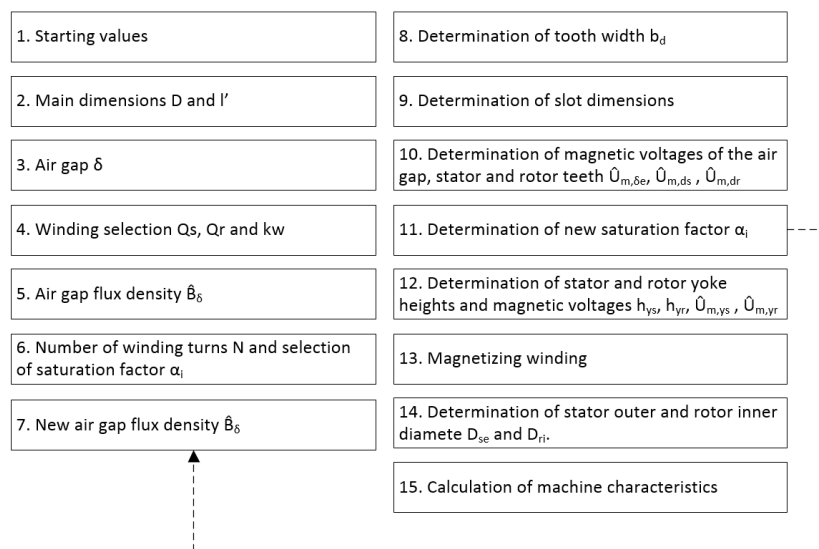 1. Starting values
2. Main dimensions D and l’
3. Air gap δ
4. Winding selection Qs, Qr and kw
5. Air gap flux density B̂δ
6. Number of winding turns N and selection
of saturation factor αi
7. New air gap flux density B̂δ
8. Determination of tooth width bd
9. Determination of slot dimensions
10. Determination of magnetic voltages of the air
gap, stator and rotor teeth Ûm,δe, Ûm,ds , Ûm,dr
11. Determination of new saturation factor αi
12. Determination of stator and rotor yoke
heights and magnetic voltages hys, hyr, Ûm,ys , Ûm,yr
13. Magnetizing winding
14. Determination of stator outer and rotor inner
diamete Dse and Dri.
15. Calculation of machine characteristics